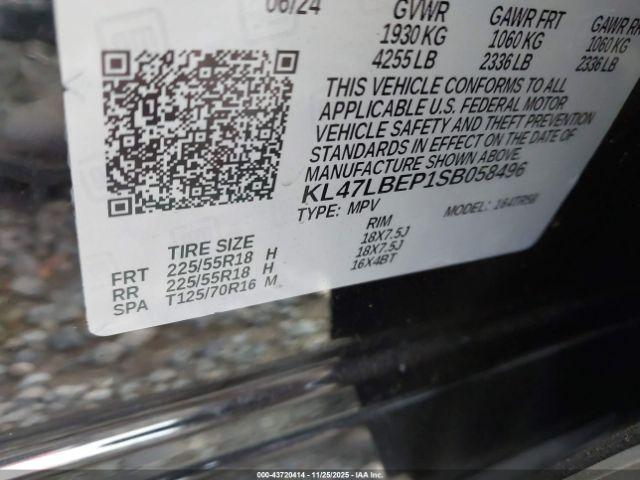 06/24 GVWR GAWR FRT GAWR RR
1930 KG 1060 KG 1060 KG
4255 LB 2336 LB 2336 LB
THIS VEHICLE CONFORMS TO ALL
APPLICABLE U.S. FEDERAL MOTOR
VEHICLE SAFETY AND THEFT PREVENTION
STANDARDS IN EFFECT ON THE DATE OF
MANUFACTURE SHOWN ABOVE.
KL47LBEP1SB058496
TYPE: MPV MODEL:
TIRE SIZE RIM
FRT 225/55R18 H 18X7.5J
RR 225/55R18 H 18X7.5J
SPA T125/70R16 M 16X4BT
000-43720414 | 11/25/2025 | IAAI.COM